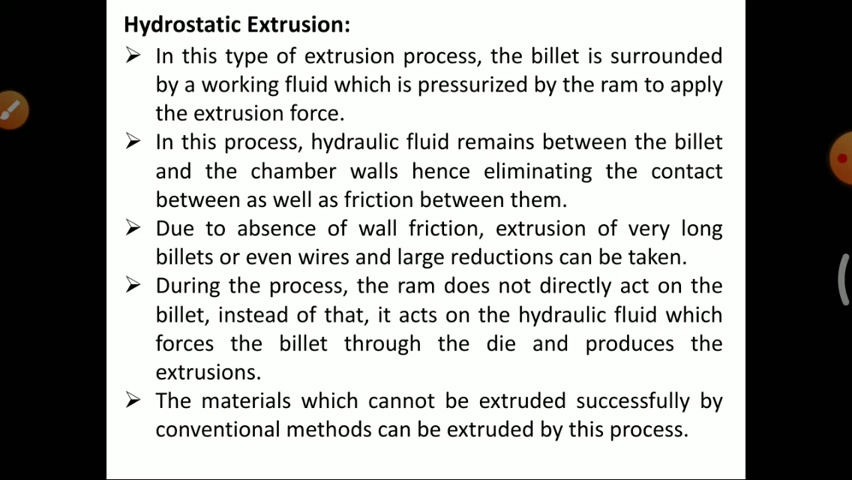 Hydrostatic Extrusion:
➢ In this type of extrusion process, the billet is surrounded
by a working fluid which is pressurized by the ram to apply
the extrusion force.
➢ In this process, hydraulic fluid remains between the billet
and the chamber walls hence eliminating the contact
between as well as friction between them.
➢ Due to absence of wall friction, extrusion of very long
billets or even wires and large reductions can be taken.
➢ During the process, the ram does not directly act on the
billet, instead of that, it acts on the hydraulic fluid which
forces the billet through the die and produces the
extrusions.
➢ The materials which cannot be extruded successfully by
conventional methods can be extruded by this process.